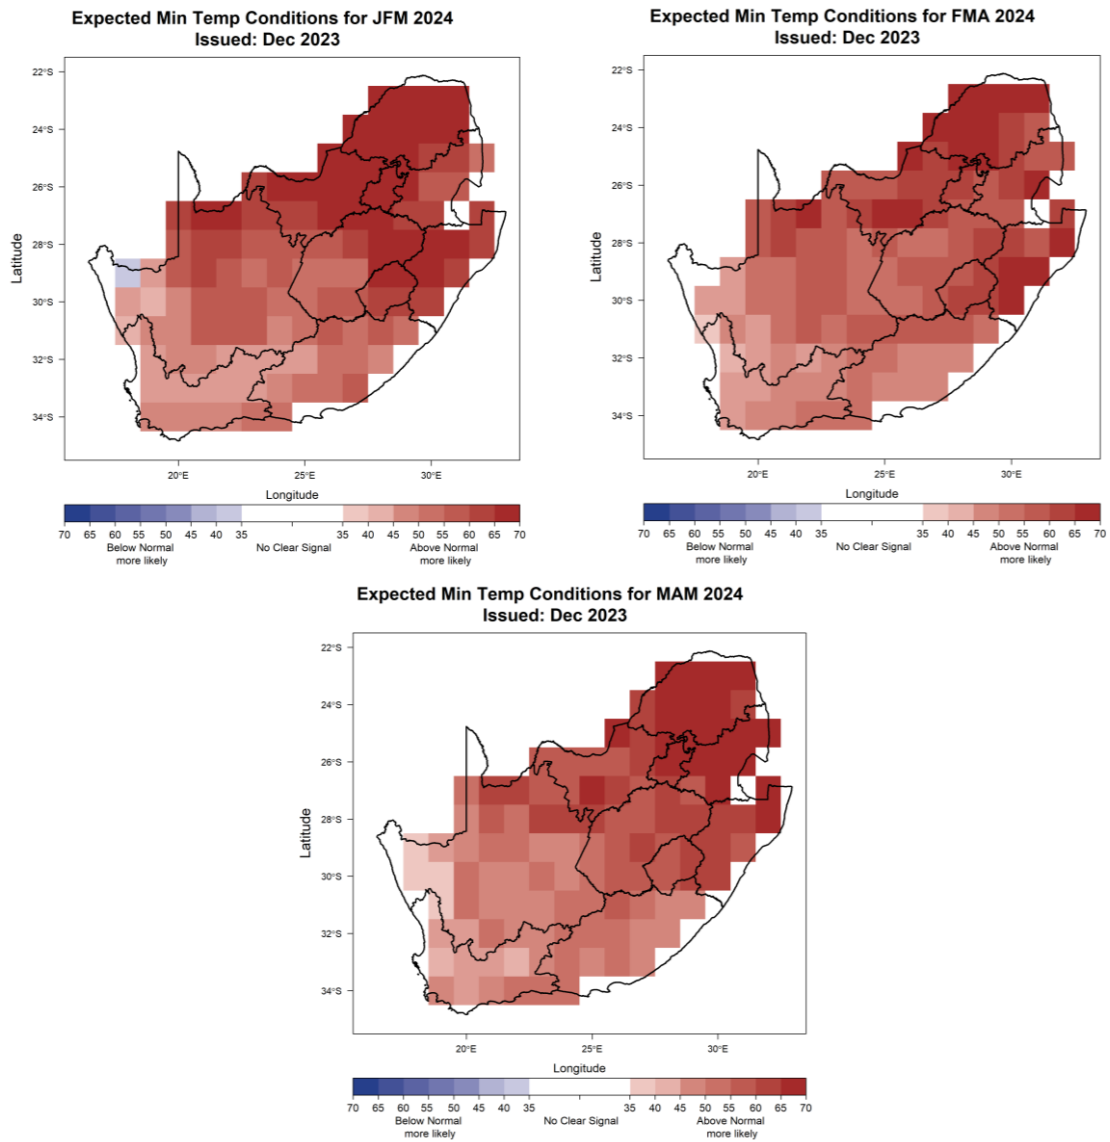 Expected Min Temp Conditions for JFM 2024
Issued: Dec 2023
22°S
24°S
26°S
28°S
30°S
32°S
34°S
Latitude
20°E 25°E 30°E
Longitude
70 65 60 55 50 45 40 35 35 40 45 50 55 60 65 70
Below Normal No Clear Signal Above Normal
more likely more likely
Expected Min Temp Conditions for FMA 2024
Issued: Dec 2023
22°S
24°S
26°S
28°S
30°S
32°S
34°S
Latitude
20°E 25°E 30°E
Longitude
70 65 60 55 50 45 40 35 35 40 45 50 55 60 65 70
Below Normal No Clear Signal Above Normal
more likely more likely
Expected Min Temp Conditions for MAM 2024
Issued: Dec 2023
22°S
24°S
26°S
28°S
30°S
32°S
34°S
Latitude
20°E 25°E 30°E
Longitude
70 65 60 55 50 45 40 35 35 40 45 50 55 60 65 70
Below Normal No Clear Signal Above Normal
more likely more likely